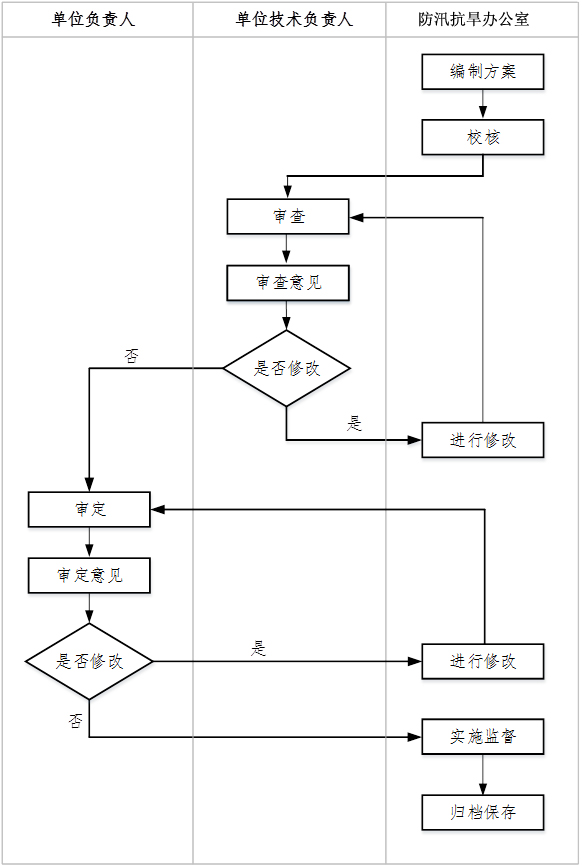 单位负责人
单位技术负责人
防汛抗旱办公室
编制方案
校核
审查
审查意见
否
是否修改
是
进行修改
审定
审定意见
是否修改
是
进行修改
否
实施监督
归档保存